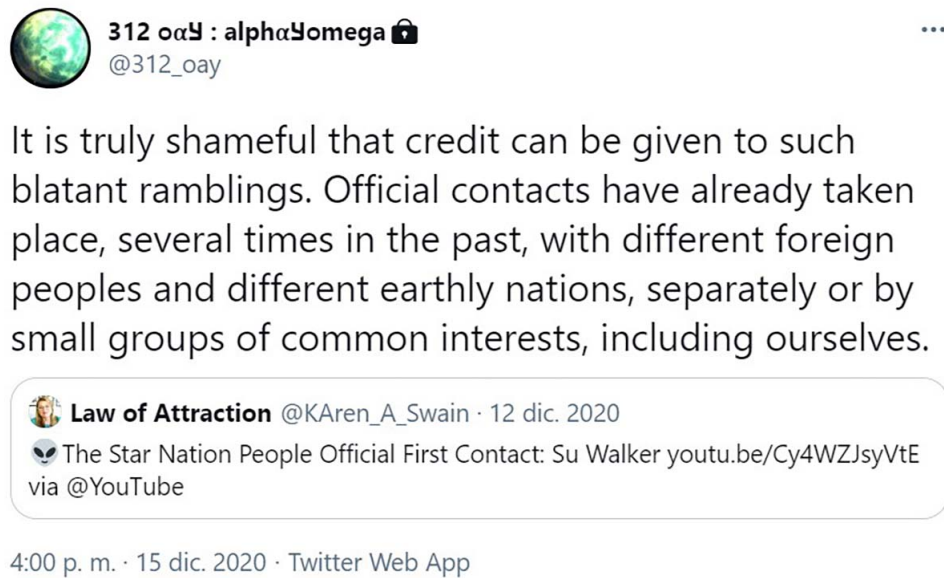 312 oαY : alphαYomega
@312_oay
It is truly shameful that credit can be given to such
blatant ramblings. Official contacts have already taken
place, several times in the past, with different foreign
peoples and different earthly nations, separately or by
small groups of common interests, including ourselves.
Law of Attraction @KAren_A_Swain · 12 dic. 2020
👽The Star Nation People Official First Contact: Su Walker youtu.be/Cy4WZJsyVtE
via @YouTube
4:00 p. m. · 15 dic. 2020 · Twitter Web App